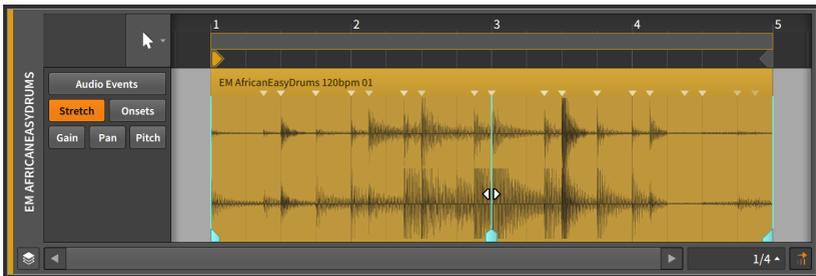 1 2 3 4 5
EM AFRICANEASYDRUMS
EM AfricanEasyDrums 120bpm 01
Audio Events
Stretch Onsets
Gain Pan Pitch
1/4